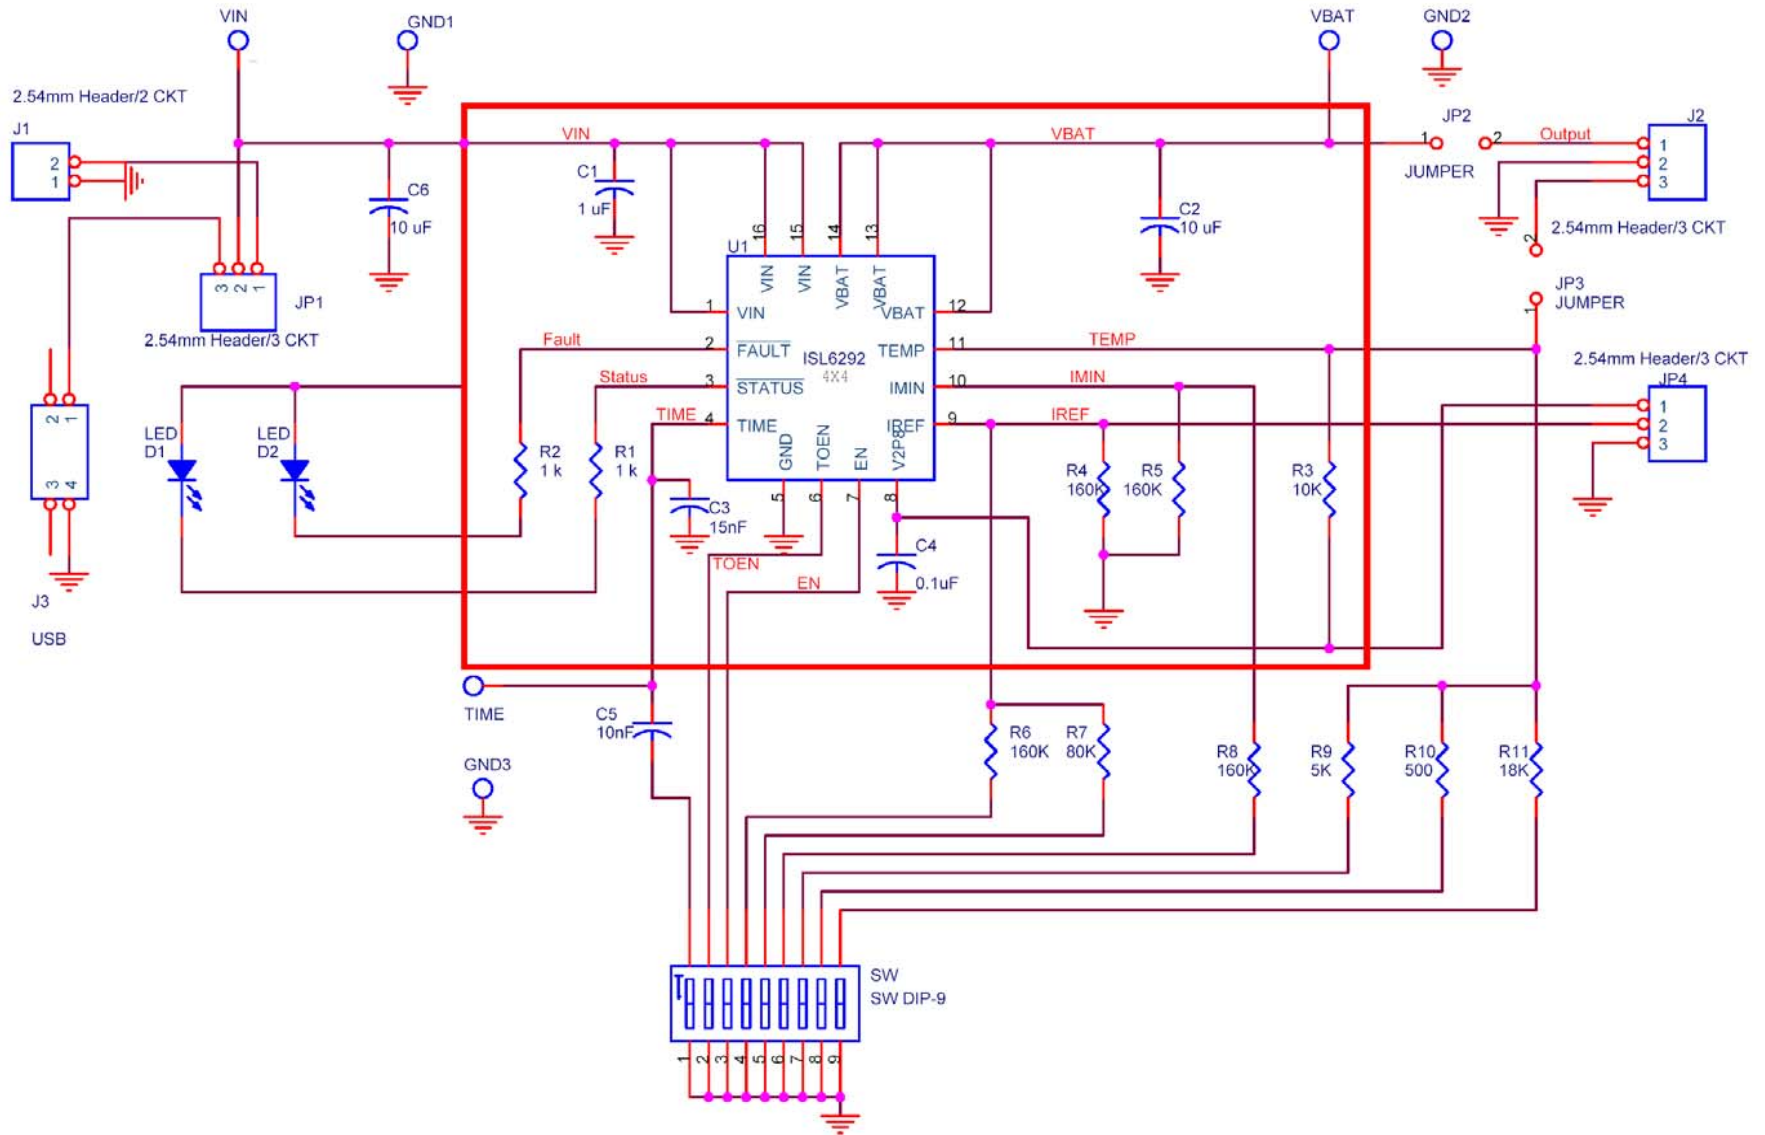 VIN
GND1
VBAT
GND2
2.54mm Header/2 CKT
J1
2
1
VIN
VBAT
JP2
1
2
JUMPER
Output
J2
1
2
3
C6
10 uF
C1
1 uF
C2
10 uF
2.54mm Header/3 CKT
3
2
1
JP1
2.54mm Header/3 CKT
U1
16
15
14
13
VIN
VIN
VBAT
VBAT
1
VIN
VBAT
12
2
JP3
JUMPER
1
Fault
2
FAULT
ISL6292
4X4
TEMP
11
TEMP
2.54mm Header/3 CKT
JP4
1
2
3
Status
3
STATUS
IMIN
10
IMIN
TIME
4
TIME
IREF
9
IREF
GND
TOEN
EN
V2P8
5
6
7
8
2
1
3
4
J3
USB
LED
D1
LED
D2
R2
1 k
R1
1 k
C3
15nF
C4
0.1uF
R4
160K
R5
160K
R3
10K
TOEN
EN
TIME
C5
10nF
GND3
R6
160K
R7
80K
R8
160K
R9
5K
R10
500
R11
18K
SW
SW DIP-9
1
2
3
4
5
6
7
8
9